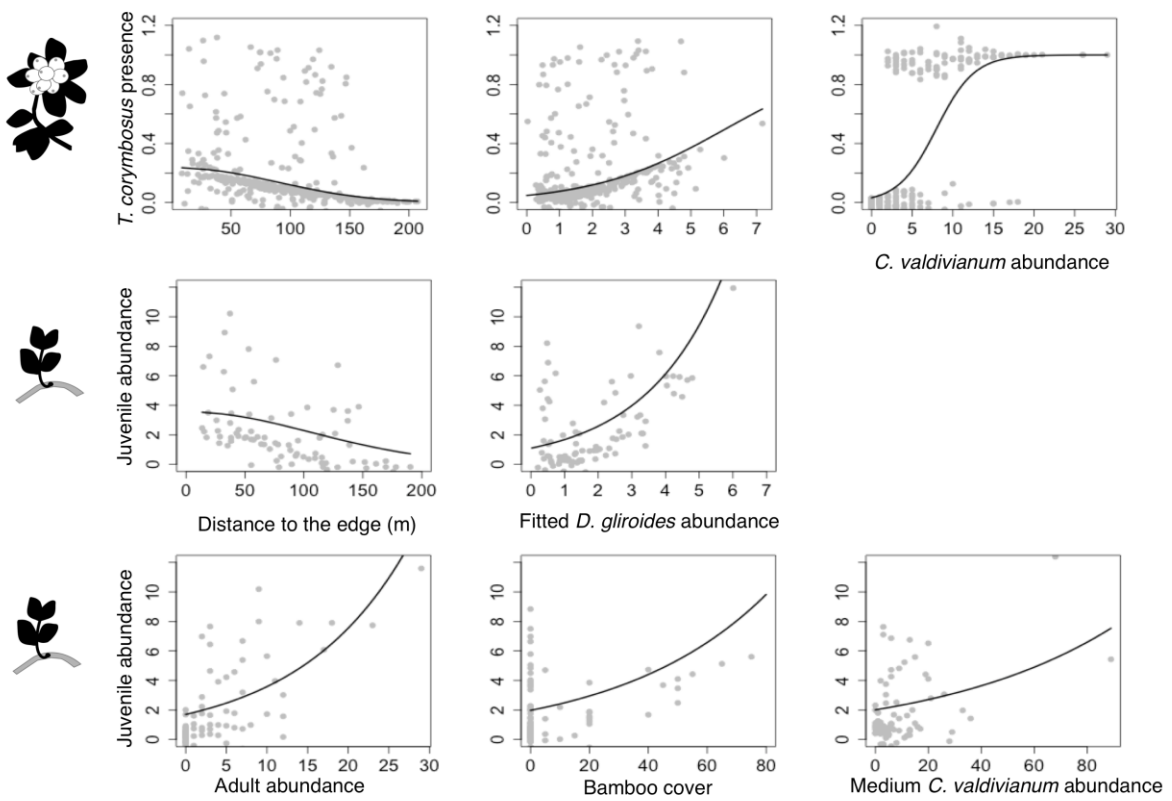 T. corymbosus presence
0.0 0.4 0.8 1.2
50 100 150 200
0.0 0.4 0.8 1.2
0 1 2 3 4 5 6 7
0.0 0.4 0.8 1.2
0 5 10 15 20 25 30
C. valdivianum abundance
Juvenile abundance
0 2 4 6 8 10
0 50 100 150 200
Distance to the edge (m)
0 2 4 6 8 10
0 1 2 3 4 5 6 7
Fitted D. gliroides abundance
Juvenile abundance
0 2 4 6 8 10
0 5 10 15 20 25 30
Adult abundance
0 2 4 6 8 10
0 20 40 60 80
Bamboo cover
0 2 4 6 8 10
0 20 40 60 80
Medium C. valdivianum abundance